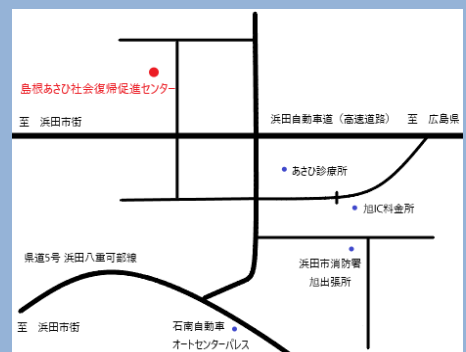 島根あさひ社会復帰促進センター
至　浜田市街
浜田自動車道（高速道路）　至　広島県
あさひ診療所
旭IC料金所
県道5号 浜田八重可部線
浜田市消防署
旭出張所
至　浜田市街
石南自動車
オートセンターパレス